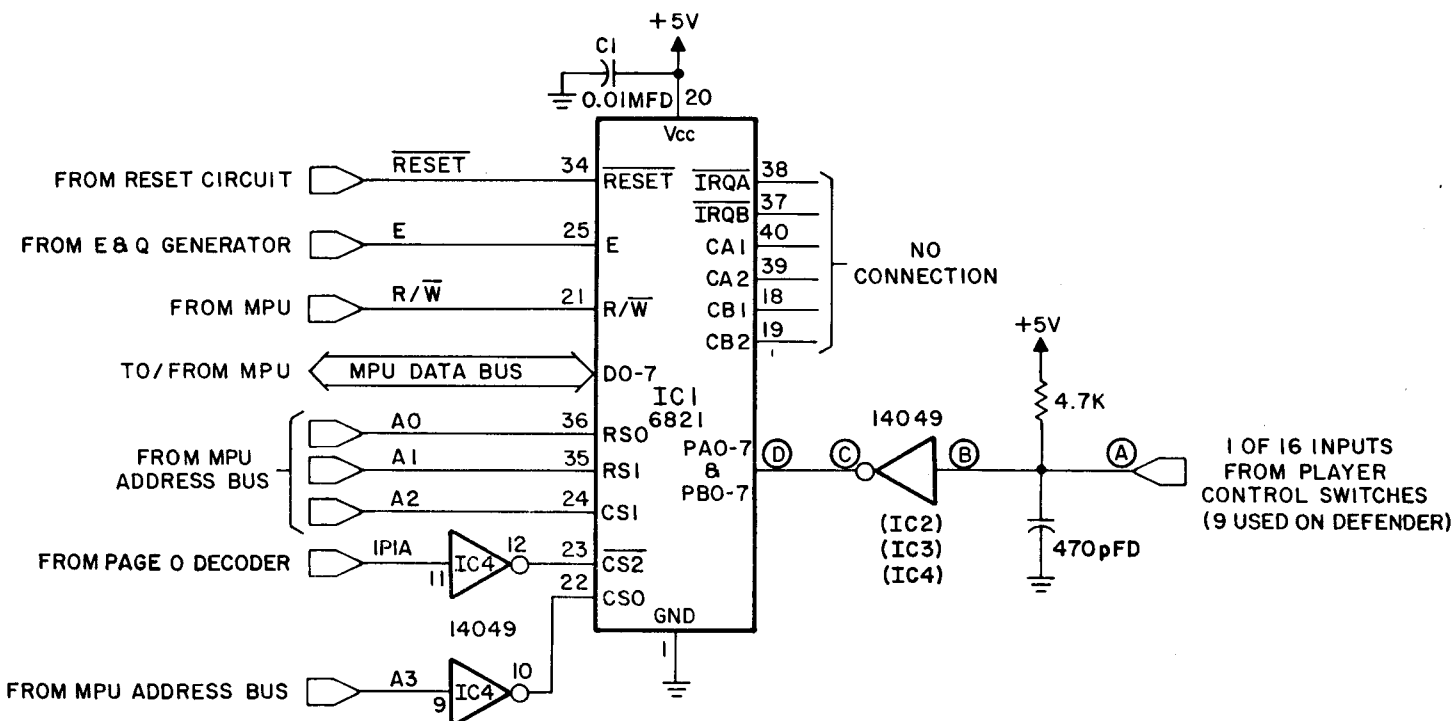 +5V
C1
0.01MFD
20
Vcc
FROM RESET CIRCUIT
RESET
34
RESET
IRQA
38
IRQB
37
FROM E & Q GENERATOR
E
25
E
CA1
40
CA2
39
NO
CONNECTION
FROM MPU
R/W
21
R/W
CB1
18
CB2
19
+5V
TO/FROM MPU
MPU DATA BUS
D0-7
IC1
6821
4.7K
FROM MPU
ADDRESS BUS
A0
36
RS0
A1
35
RS1
A2
24
CS1
PA0-7
&
PB0-7
D
C
14049
B
A
1 OF 16 INPUTS
FROM PLAYER
CONTROL SWITCHES
(9 USED ON DEFENDER)
(IC2)
(IC3)
(IC4)
470pFD
FROM PAGE 0 DECODER
IPIA
11
IC4
12
23
CS2
22
CS0
GND
1
14049
FROM MPU ADDRESS BUS
A3
9
IC4
10